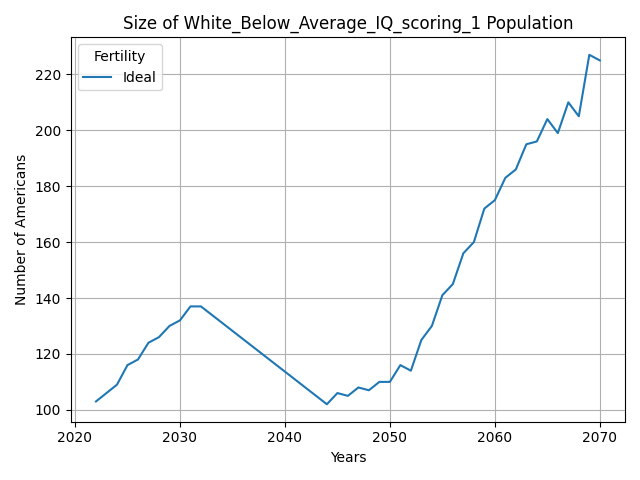 Size of White_Below_Average_IQ_scoring_1 Population
Fertility
Ideal
Number of Americans
220
200
180
160
140
120
100
2020
2030
2040
2050
2060
2070
Years